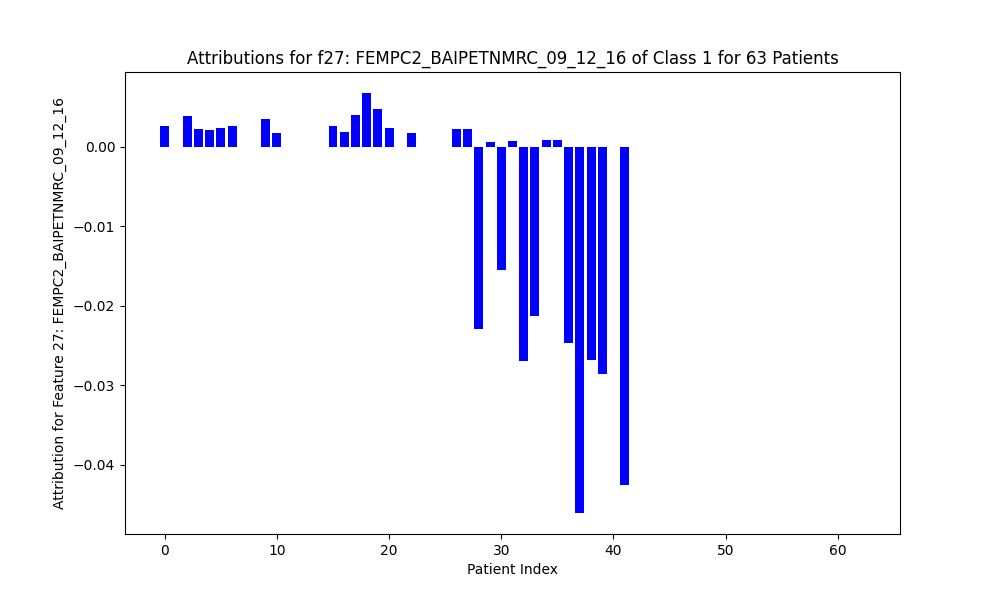 Attributions for f27: FEMPC2_BAIPETNMRC_09_12_16 of Class 1 for 63 Patients
Attribution for Feature 27: FEMPC2_BAIPETNMRC_09_12_16
0.00
−0.01
−0.02
−0.03
−0.04
0 10 20 30 40 50 60
Patient Index